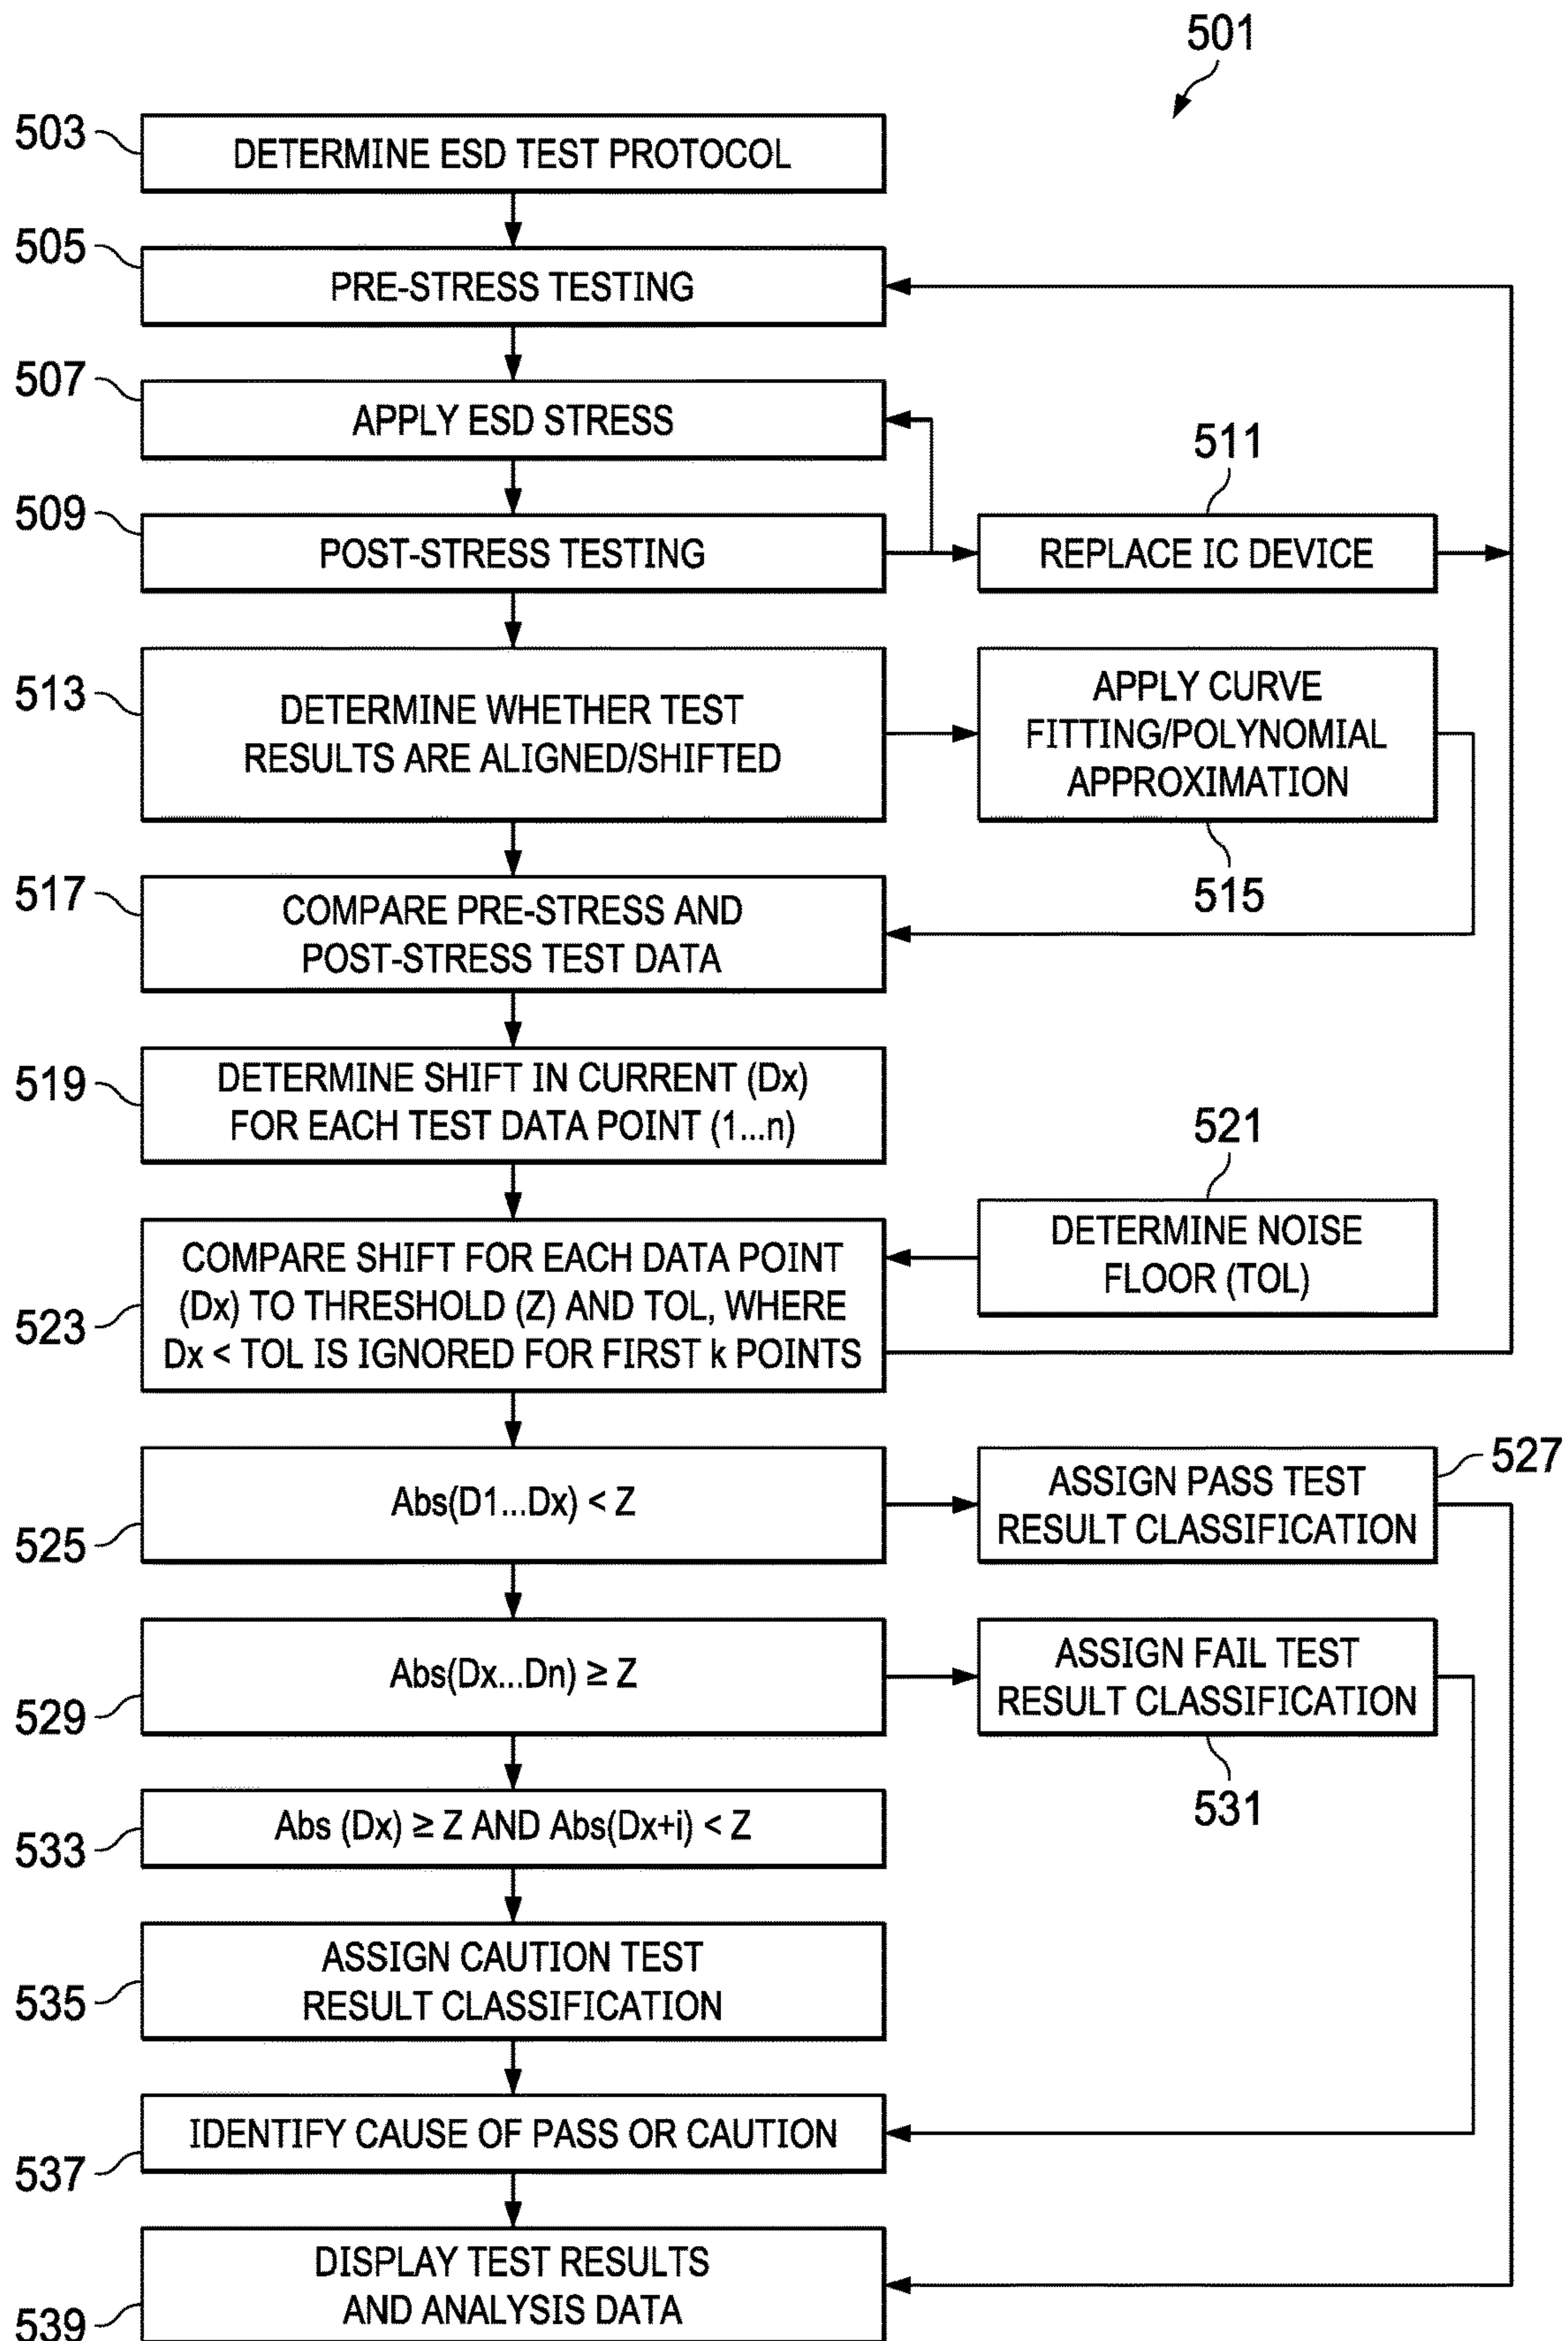 501
503
DETERMINE ESD TEST PROTOCOL
505
PRE-STRESS TESTING
507
APPLY ESD STRESS
509
POST-STRESS TESTING
511
REPLACE IC DEVICE
513
DETERMINE WHETHER TEST
RESULTS ARE ALIGNED/SHIFTED
APPLY CURVE
FITTING/POLYNOMIAL
APPROXIMATION
515
517
COMPARE PRE-STRESS AND
POST-STRESS TEST DATA
519
DETERMINE SHIFT IN CURRENT (Dx)
FOR EACH TEST DATA POINT (1...n)
521
DETERMINE NOISE
FLOOR (TOL)
523
COMPARE SHIFT FOR EACH DATA POINT
(Dx) TO THRESHOLD (Z) AND TOL, WHERE
Dx < TOL IS IGNORED FOR FIRST k POINTS
525
Abs(D1...Dx) < Z
527
ASSIGN PASS TEST
RESULT CLASSIFICATION
529
Abs(Dx...Dn) ≥ Z
ASSIGN FAIL TEST
RESULT CLASSIFICATION
531
533
Abs (Dx) ≥ Z AND Abs(Dx+i) < Z
535
ASSIGN CAUTION TEST
RESULT CLASSIFICATION
537
IDENTIFY CAUSE OF PASS OR CAUTION
539
DISPLAY TEST RESULTS
AND ANALYSIS DATA